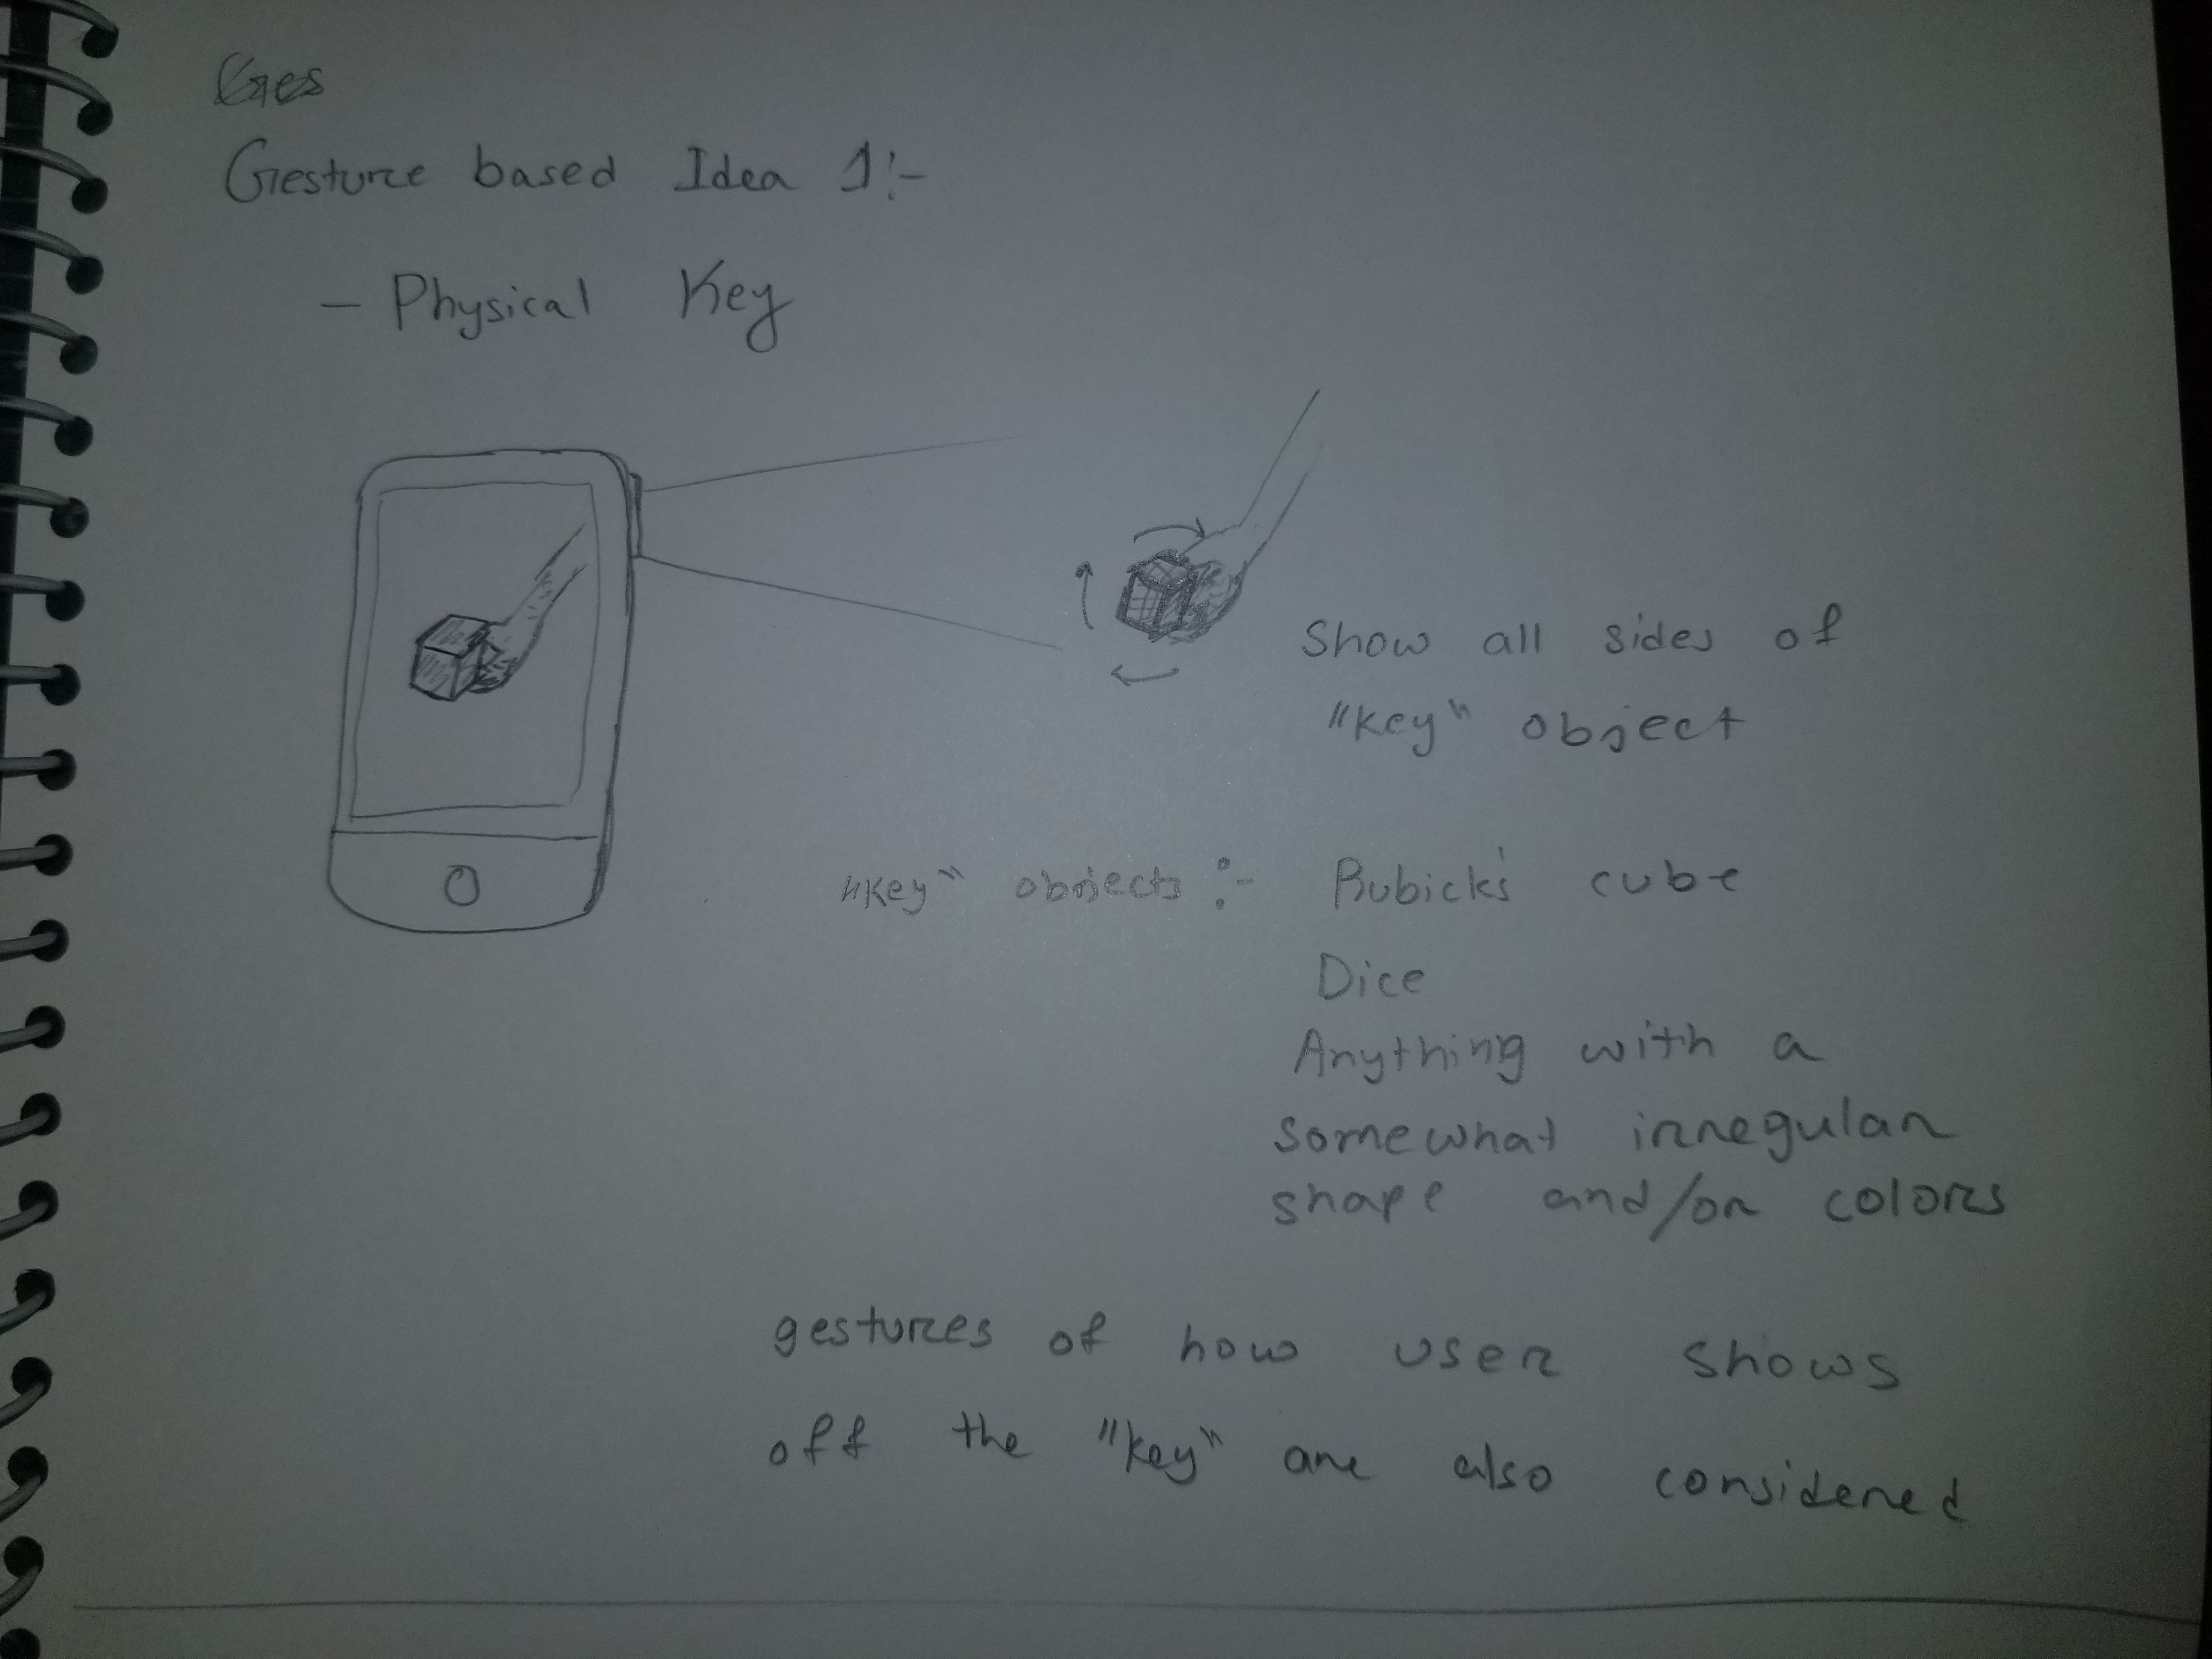 Ges
Gesture based Idea 1:-
- Physical Key
Show all sides of
"Key" object
"Key" objects :- Rubick's cube
Dice
Anything with a
somewhat irregular
shape and/or colors
gestures of how user shows
off the "key" are also considered